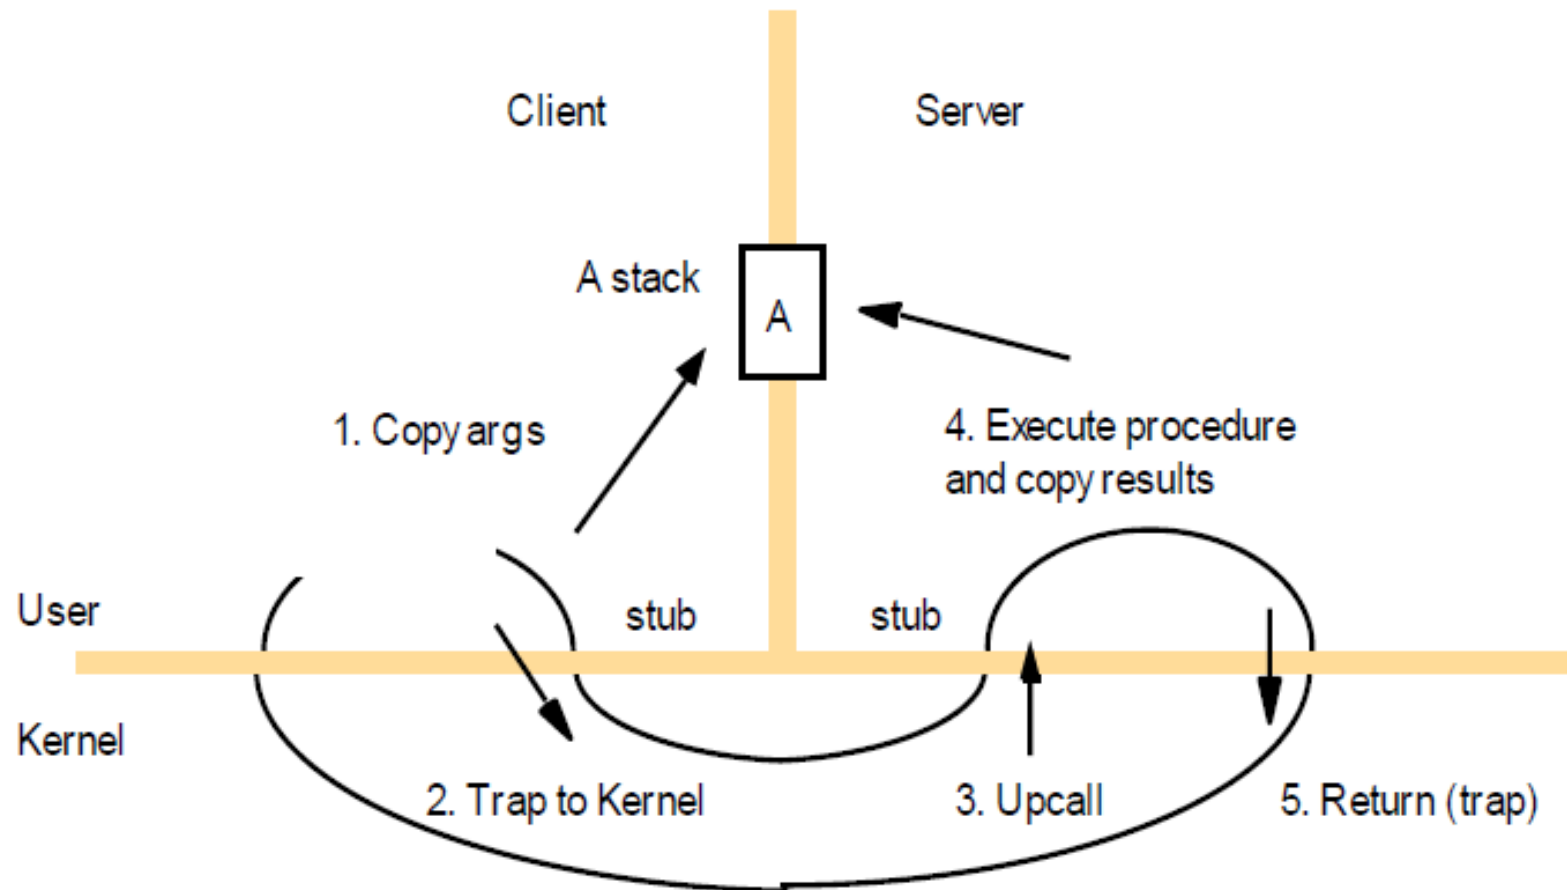 Client
Server
A stack
A
1. Copy args
4. Execute procedure
and copy results
User
stub
stub
Kernel
2. Trap to Kernel
3. Upcall
5. Return (trap)